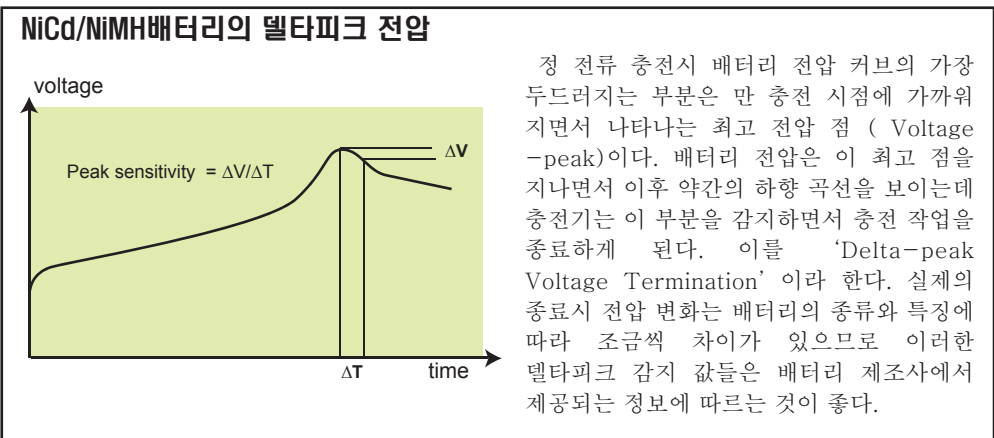 NiCd/NiMH배터리의 델타피크 전압
voltage
Peak sensitivity = ΔV/ΔT
ΔV
ΔT
time
정 전류 충전시 배터리 전압 커브의 가장
두드러지는 부분은 만 충전 시점에 가까워
지면서 나타나는 최고 전압 점 ( Voltage
-peak)이다. 배터리 전압은 이 최고 점을
지나면서 이후 약간의 하향 곡선을 보이는데
충전기는 이 부분을 감지하면서 충전 작업을
종료하게 된다. 이를 ‘Delta-peak
Voltage Termination’ 이라 한다. 실제의
종료시 전압 변화는 배터리의 종류와 특징에
따라 조금씩 차이가 있으므로 이러한
델타피크 감지 값들은 배터리 제조사에서
제공되는 정보에 따르는 것이 좋다.